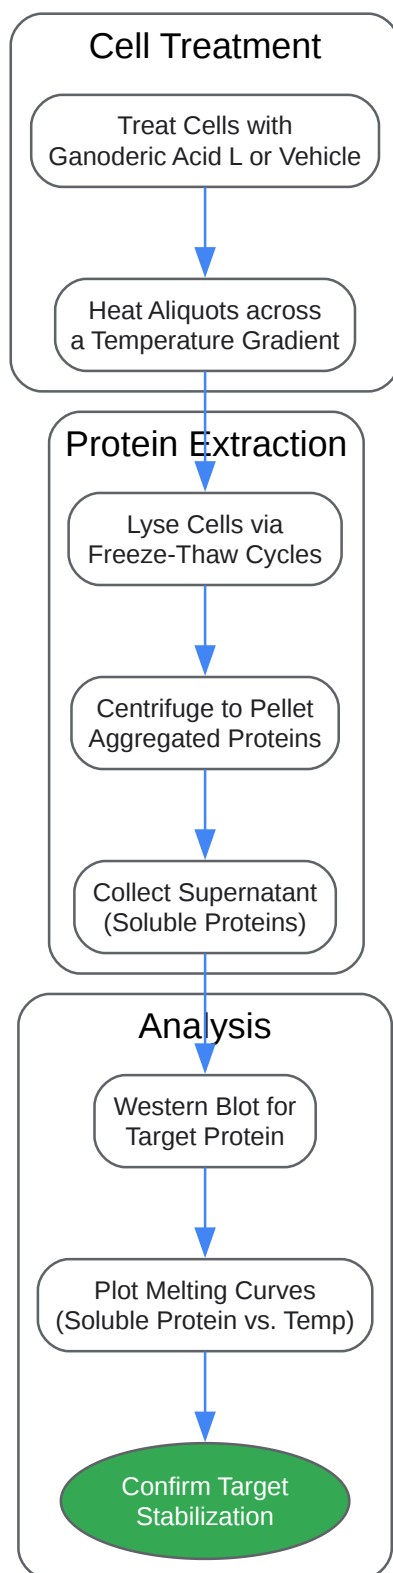 Cell Treatment
Treat Cells with
Ganoderic Acid L or Vehicle
Heat Aliquots across
a Temperature Gradient
Protein Extraction
Lyse Cells via
Freeze-Thaw Cycles
Centrifuge to Pellet
Aggregated Proteins
Collect Supernatant
(Soluble Proteins)
Analysis
Western Blot for
Target Protein
Plot Melting Curves
(Soluble Protein vs. Temp)
Confirm Target
Stabilization